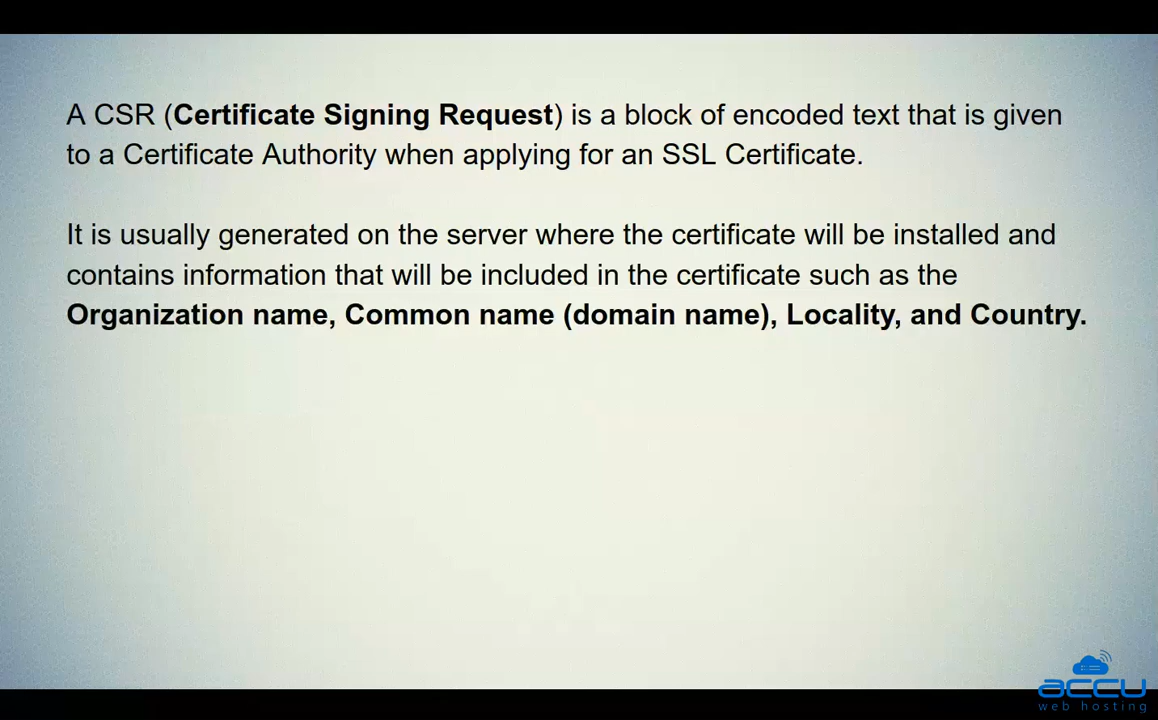 A CSR (Certificate Signing Request) is a block of encoded text that is given
to a Certificate Authority when applying for an SSL Certificate.
It is usually generated on the server where the certificate will be installed and
contains information that will be included in the certificate such as the
Organization name, Common name (domain name), Locality, and Country.
accu
web hosting